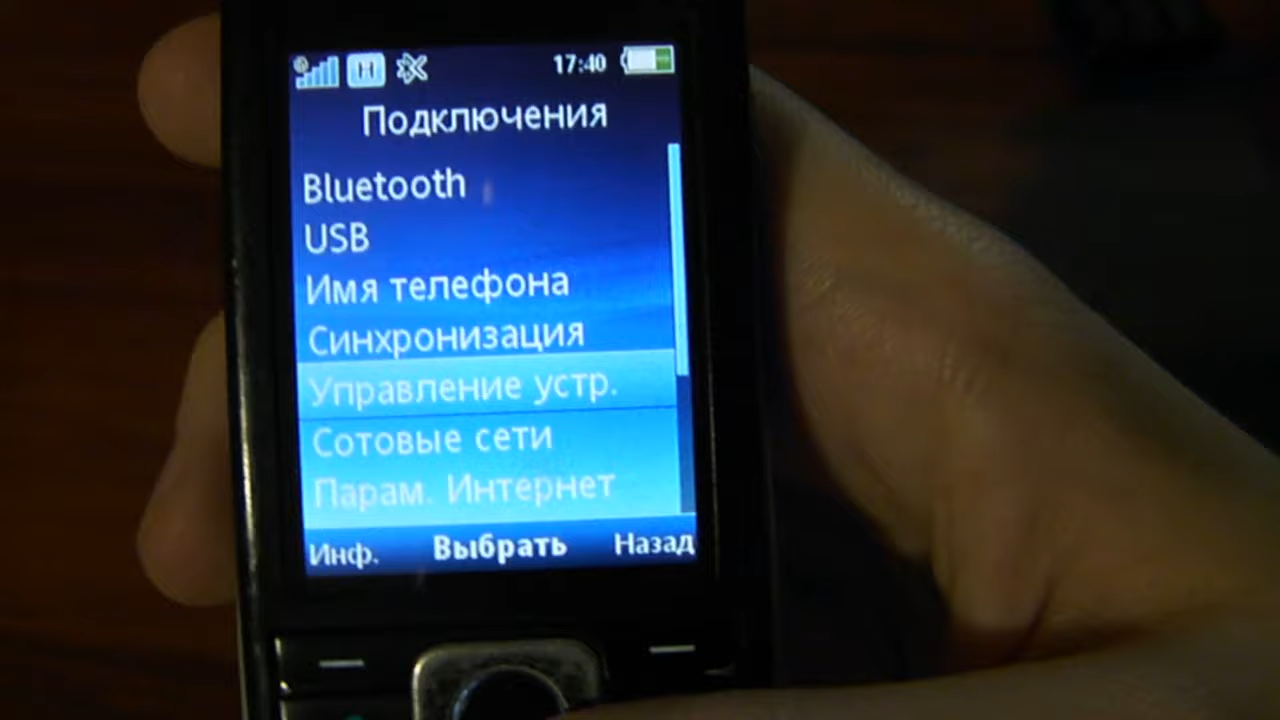 H 17:40
Подключения
Bluetooth
USB
Имя телефона
Синхронизация
Управление устр.
Сотовые сети
Парам. Интернет
Инф. Выбрать Назад